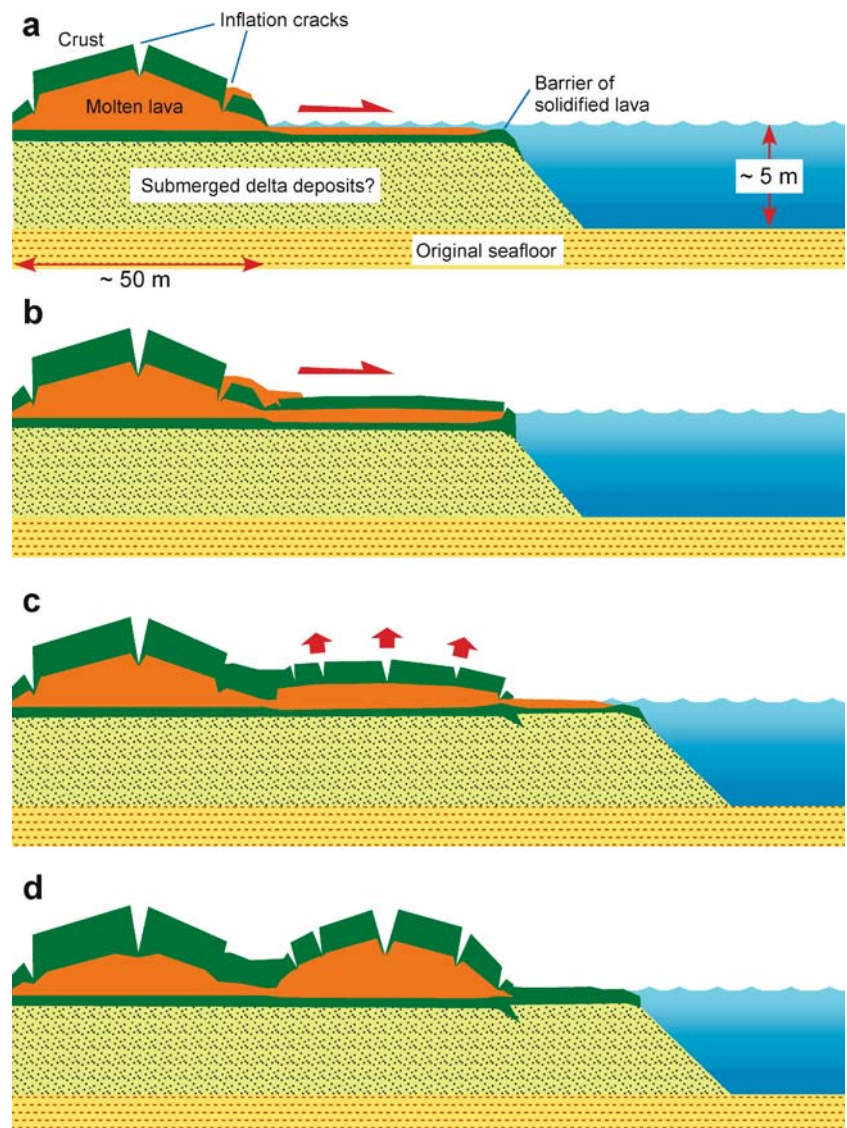 a
Inflation cracks
Crust
Molten lava
Barrier of
solidified lava
Submerged delta deposits?
~ 5 m
Original seafloor
~ 50 m
b
c
d